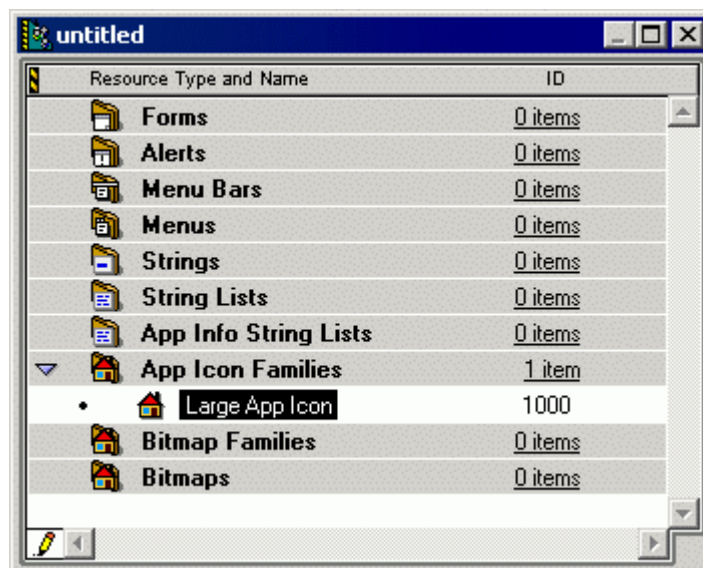 untitled
Resource Type and Name ID
Forms 0 items
Alerts 0 items
Menu Bars 0 items
Menus 0 items
Strings 0 items
String Lists 0 items
App Info String Lists 0 items
App Icon Families 1 item
Large App Icon 1000
Bitmap Families 0 items
Bitmaps 0 items